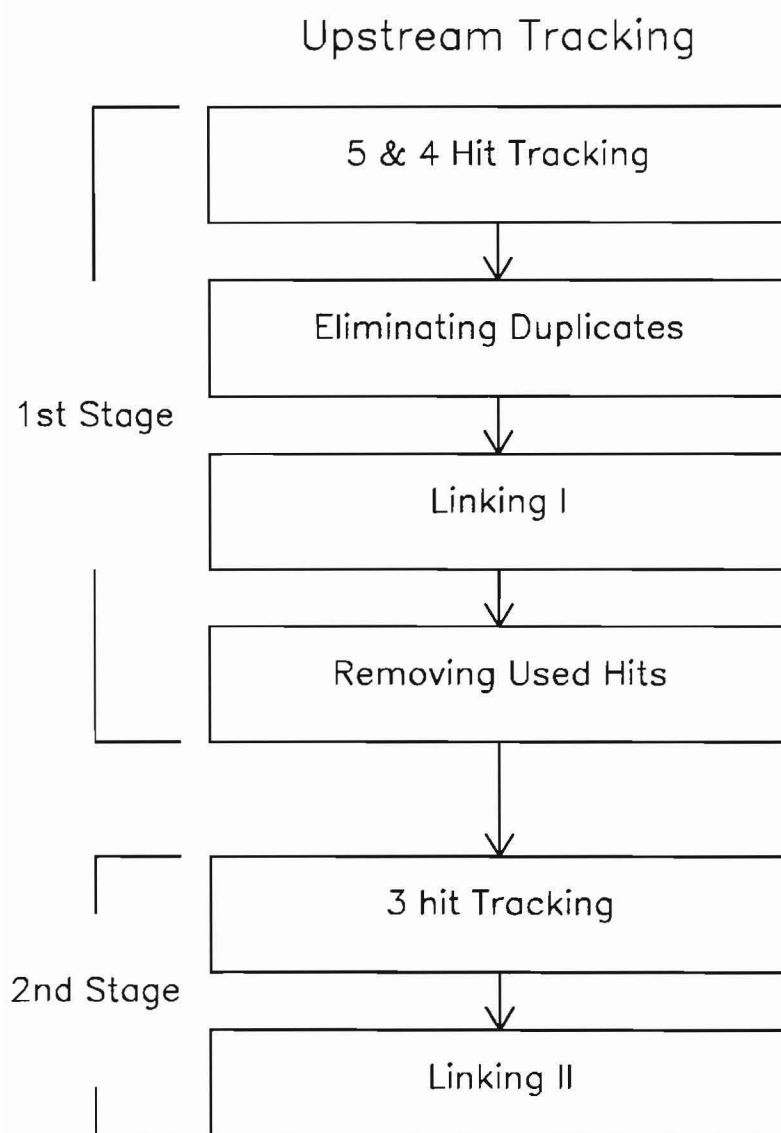 Upstream Tracking
5 & 4 Hit Tracking
Eliminating Duplicates
1st Stage
Linking I
Removing Used Hits
3 hit Tracking
2nd Stage
Linking II